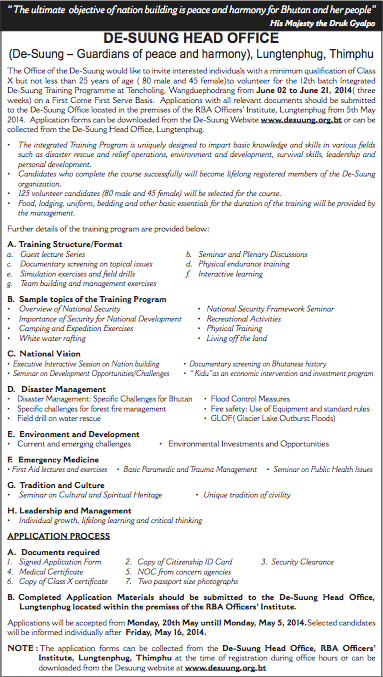 “The ultimate objective of nation building is peace and harmony for Bhutan and her people ”
His Majesty the Druk Gyalpo
DE-SUUNG HEAD OFFICE
(De-Suung – Guardians of peace and harmony), Lungtenphug, Thimphu
The Office of the De-Suung would like to invite interested individuals with a minimum qualification of Class
X but not less than 25 years of age ( 80 male and 45 female)to volunteer for the 12th batch Integrated
De-Suung Training Programme at Tencholing, Wangduephodrang from June 02 to June 21, 2014( three
weeks) on a First Come First Serve Basis. Applications with all relevant documents should be submitted
to the De-Suung Office located in the premises of the RBA Officers' Institute, Lungtenphug from 5th May
2014. Application forms can be downloaded from the De-Suung Website www.desuung.org.bt or can be
collected from the De-Suung Head Office, Lungtenphug.
• The integrated Training Program is uniquely designed to impart basic knowledge and skills in various fields
such as disaster rescue and relief operations, environment and development, survival skills, leadership and
personal development.
• Candidates who complete the course successfully will become lifelong registered members of the De-Suung
organization.
• 125 volunteer candidates (80 male and 45 female) will be selected for the course.
• Food, lodging, uniform, bedding and other basic essentials for the duration of the training will be provided by
the management.
Further details of the training program are provided below:
A. Training Structure/Format
a. Guest lecture Series b. Seminar and Plenary Discussions
c. Documentary screening on topical issues d. Physical endurance training
e. Simulation exercises and field drills f. Interactive learning
g. Team building and management exercises
B. Sample topics of the Training Program
• Overview of National Security • National Security Framework Seminar
• Importance of Security for National Development • Recreational Activities
• Camping and Expedition Exercises • Physical Training
• White water rafting • Living off the land
C. National Vision
• Executive Interactive Session on Nation building • Documentary screening on Bhutanese history
• Seminar on Development Opportunities/Challenges • “ Kidu”as an economic intervention and investment program
D. Disaster Management
• Disaster Management: Specific Challenges for Bhutan • Flood Control Measures
• Specific challenges for forest fire management • Fire safety: Use of Equipment and standard rules
• Field drill on water rescue • GLOF( Glacier Lake Outburst Floods)
E. Environment and Development
• Current and emerging challenges • Environmental Investments and Opportunities
F. Emergency Medicine
• First Aid lectures and exercises • Basic Paramedic and Trauma Management • Seminar on Public Health Issues
G. Tradition and Culture
• Seminar on Cultural and Spiritual Heritage • Unique tradition of civility
H. Leadership and Management
• Individual growth, lifelong learning and critical thinking
APPLICATION PROCESS
A. Documents required
1. Signed Application Form 2. Copy of Citizenship ID Card 3. Security Clearance
4. Medical Certificate 5. NOC from concern agencies
6. Copy of Class X certificate 7. Two passport size photographs
B. Completed Application Materials should be submitted to the De-Suung Head Office,
Lungtenphug located within the premises of the RBA Officers' Institute.
Applications will be accepted from Monday, 20th May untill Monday, May 5, 2014.Selected candidates
will be informed individually after Friday, May 16, 2014.
NOTE : The application forms can be collected from the De-Suung Head Office, RBA Officers'
Institute, Lungtenphug, Thimphu at the time of registration during office hours or can be
downloaded from the Desuung website at www.desuung.org.bt